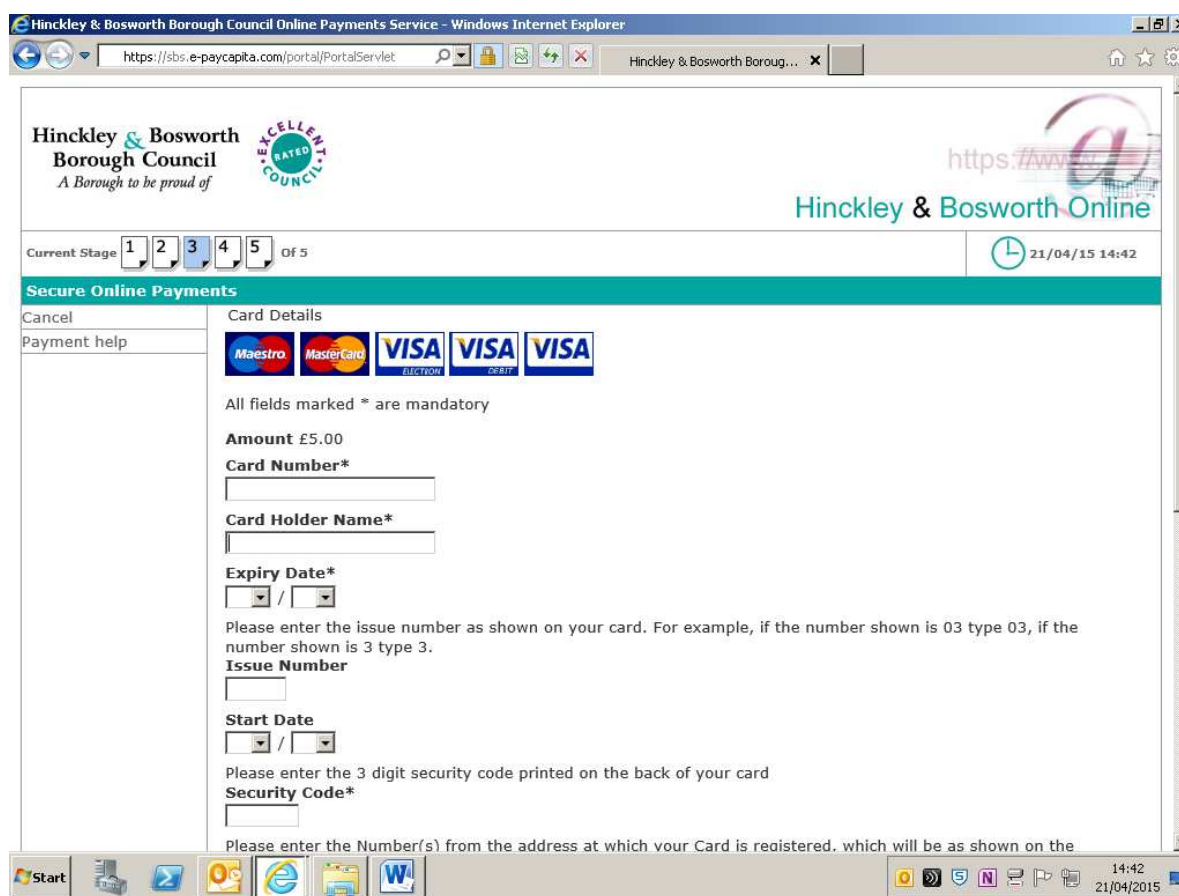 Hinckley & Bosworth Borough Council Online Payments Service - Windows Internet Explorer
https://sbs.e-paycapita.com/portal/PortalServlet
Hinckley & Bosworth Boroug...
Hinckley & Bosworth
Borough Council
A Borough to be proud of
EXCELLENT
RATED
COUNCIL
https://www.
Hinckley & Bosworth Online
Current Stage 1 2 3 4 5 Of 5
21/04/15 14:42
Secure Online Payments
Cancel
Payment help
Card Details
Maestro MasterCard VISA ELECTRON VISA DEBIT VISA
All fields marked * are mandatory
Amount £5.00
Card Number*
Card Holder Name*
Expiry Date*
/
Please enter the issue number as shown on your card. For example, if the number shown is 03 type 03, if the
number shown is 3 type 3.
Issue Number
Start Date
/
Please enter the 3 digit security code printed on the back of your card
Security Code*
Please enter the Number(s) from the address at which your Card is registered, which will be as shown on the
Start
14:42
21/04/2015